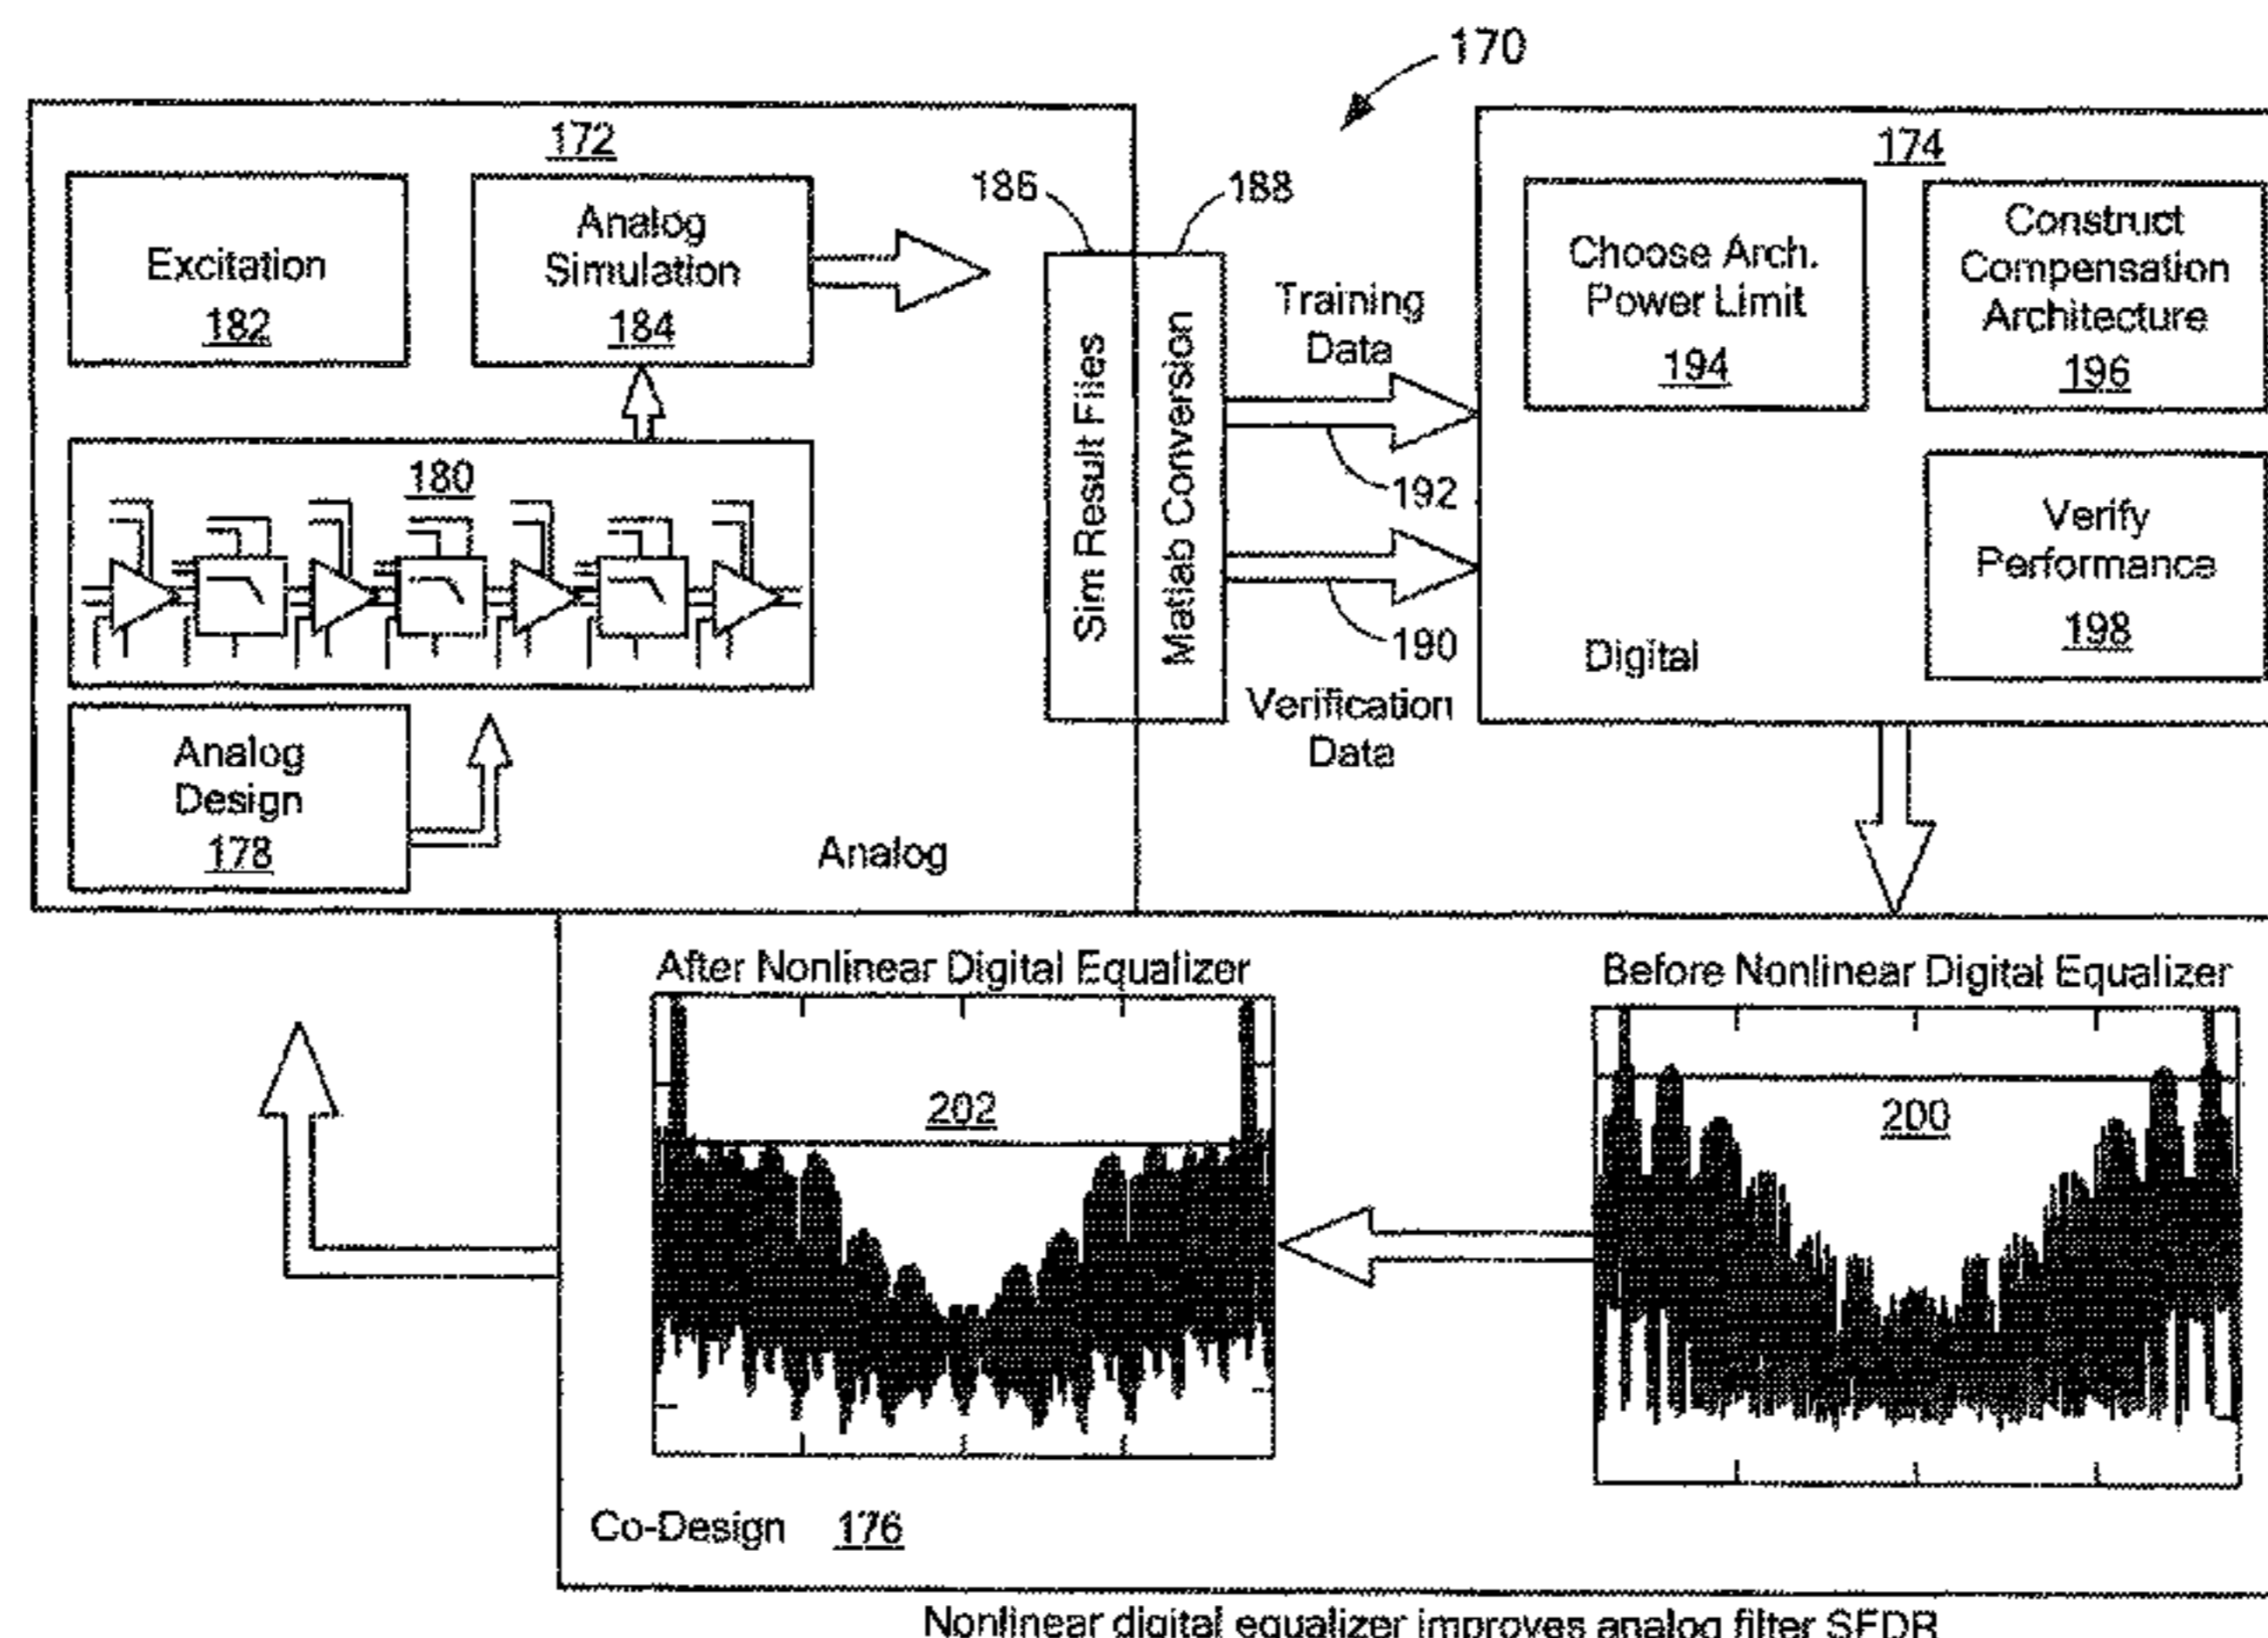 170
172
Excitation
182
Analog
Simulation
184
180
Analog
Design
178
Analog
186
188
Sim Result Files
Matlab Conversion
Training
Data
192
190
Verification
Data
174
Choose Arch.
Power Limit
194
Construct
Compensation
Architecture
196
Verify
Performance
198
Digital
After Nonlinear Digital Equalizer
202
Before Nonlinear Digital Equalizer
200
Co-Design 176
Nonlinear digital equalizer improves analog filter SFDR